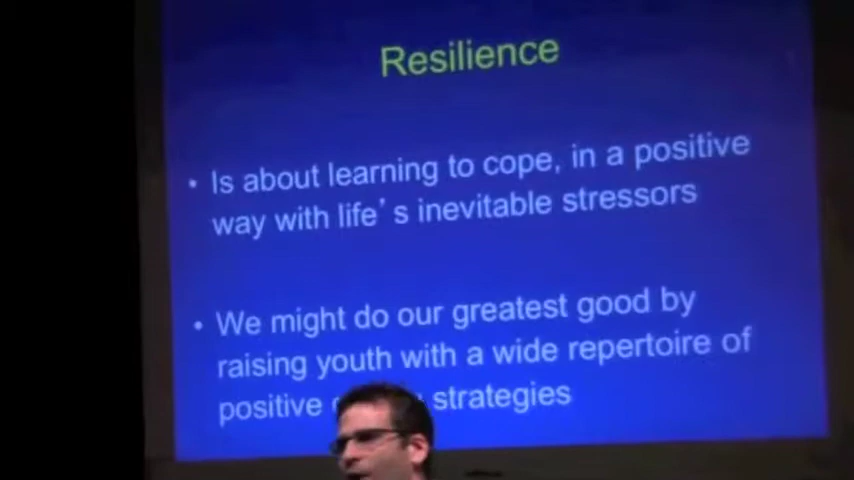 Resilience
• Is about learning to cope, in a positive
way with life's inevitable stressors
• We might do our greatest good by
raising youth with a wide repertoire of
positive strategies